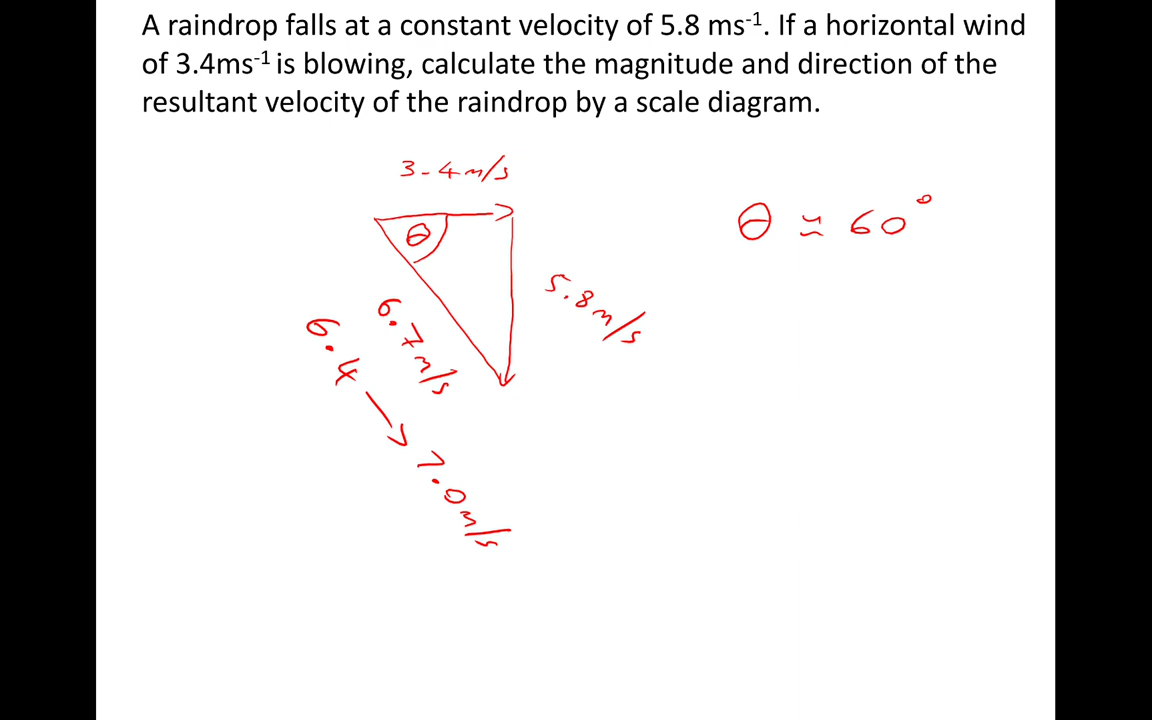 A raindrop falls at a constant velocity of 5.8 ms⁻¹. If a horizontal wind
of 3.4ms⁻¹ is blowing, calculate the magnitude and direction of the
resultant velocity of the raindrop by a scale diagram.
3.4m/s
θ
θ ≈ 60°
5.8m/s
6.7m/s
6.4 → 7.0m/s